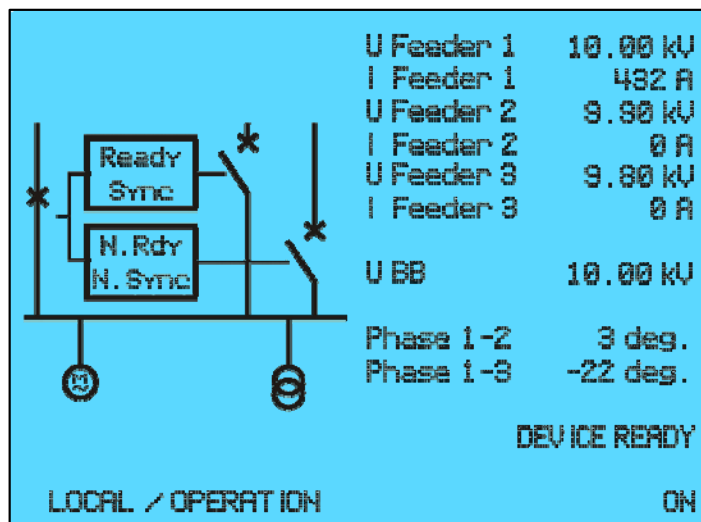 U Feeder 1 10.00 kV
I Feeder 1 432 A
U Feeder 2 9.90 kV
I Feeder 2 0 A
U Feeder 3 9.80 kV
I Feeder 3 0 A
Ready
Sync
N.Rdy
N.Sync
U BB 10.00 kV
Phase 1-2 3 deg.
Phase 1-3 -22 deg.
M
DEVICE READY
LOCAL / OPERATION ON